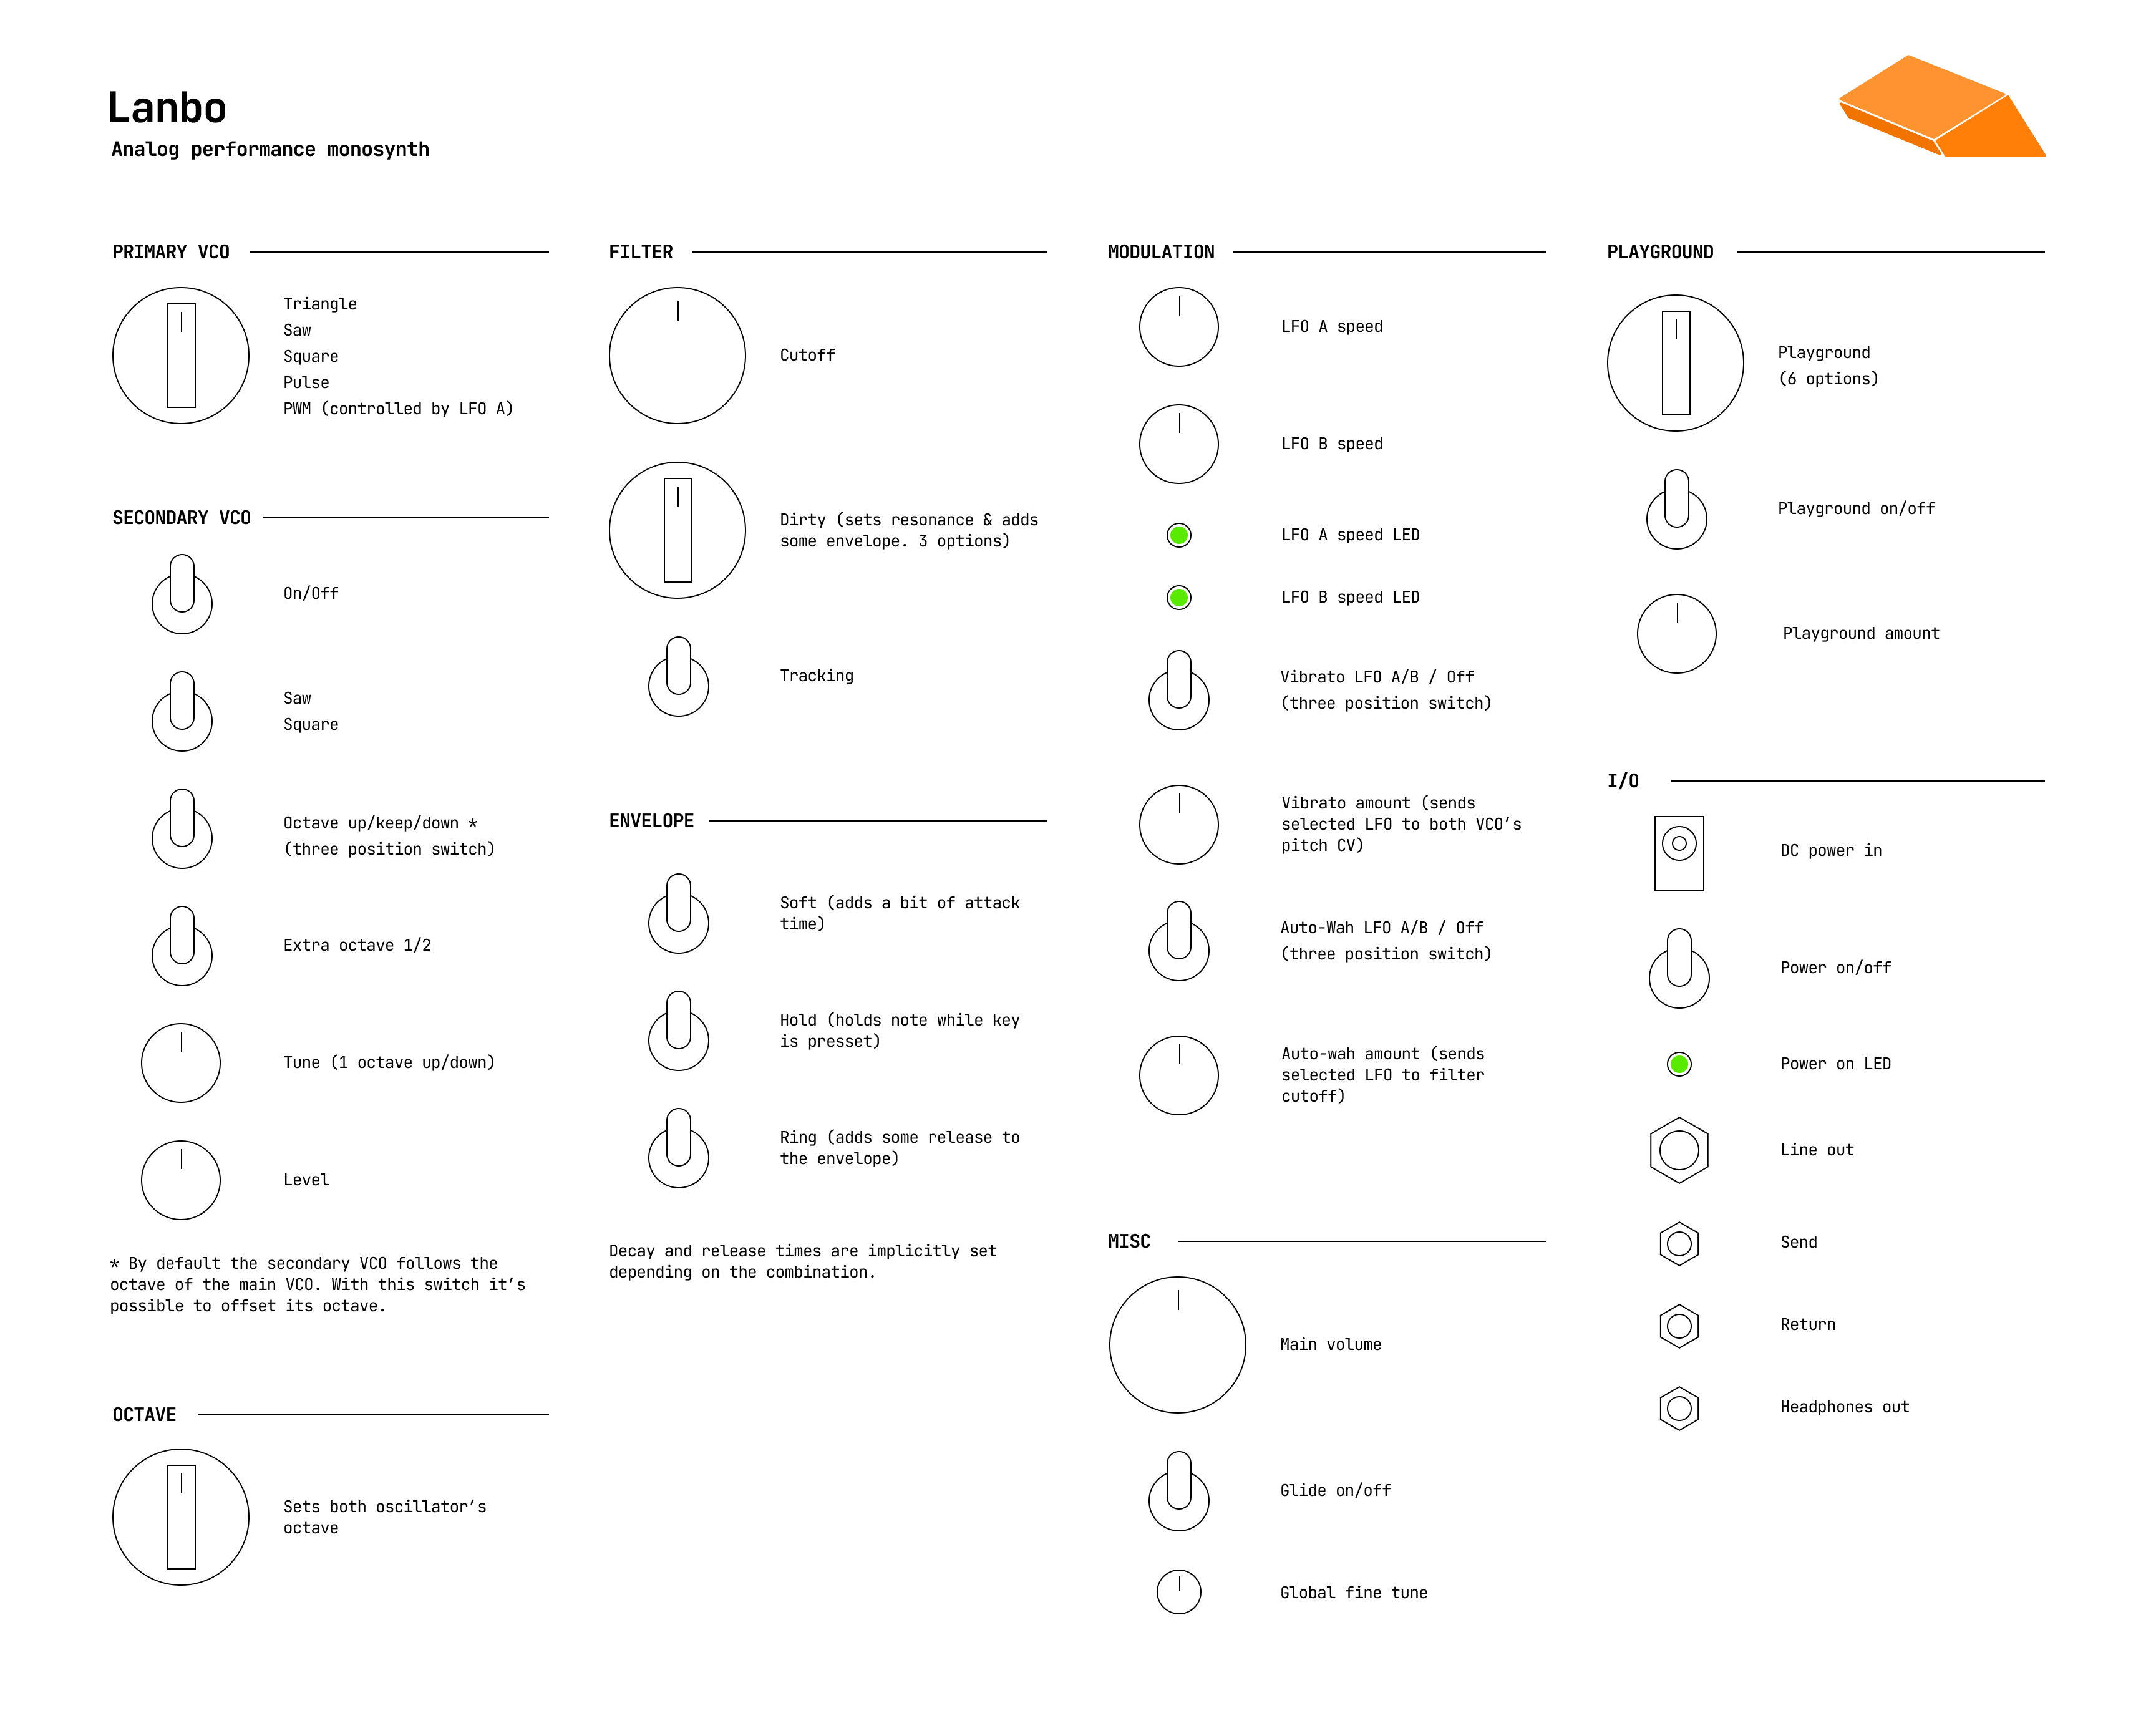 Lanbo
Analog performance monosynth
PRIMARY VCO
Triangle
Saw
Square
Pulse
PWM (controlled by LFO A)
SECONDARY VCO
On/Off
Saw
Square
Octave up/keep/down *
(three position switch)
Extra octave 1/2
Tune (1 octave up/down)
Level
* By default the secondary VCO follows the
octave of the main VCO. With this switch it’s
possible to offset its octave.
OCTAVE
Sets both oscillator’s
octave
FILTER
Cutoff
Dirty (sets resonance & adds
some envelope. 3 options)
Tracking
ENVELOPE
Soft (adds a bit of attack
time)
Hold (holds note while key
is presset)
Ring (adds some release to
the envelope)
Decay and release times are implicitly set
depending on the combination.
MODULATION
LFO A speed
LFO B speed
LFO A speed LED
LFO B speed LED
Vibrato LFO A/B / Off
(three position switch)
Vibrato amount (sends
selected LFO to both VCO’s
pitch CV)
Auto-Wah LFO A/B / Off
(three position switch)
Auto-wah amount (sends
selected LFO to filter
cutoff)
MISC
Main volume
Glide on/off
Global fine tune
PLAYGROUND
Playground
(6 options)
Playground on/off
Playground amount
I/O
DC power in
Power on/off
Power on LED
Line out
Send
Return
Headphones out